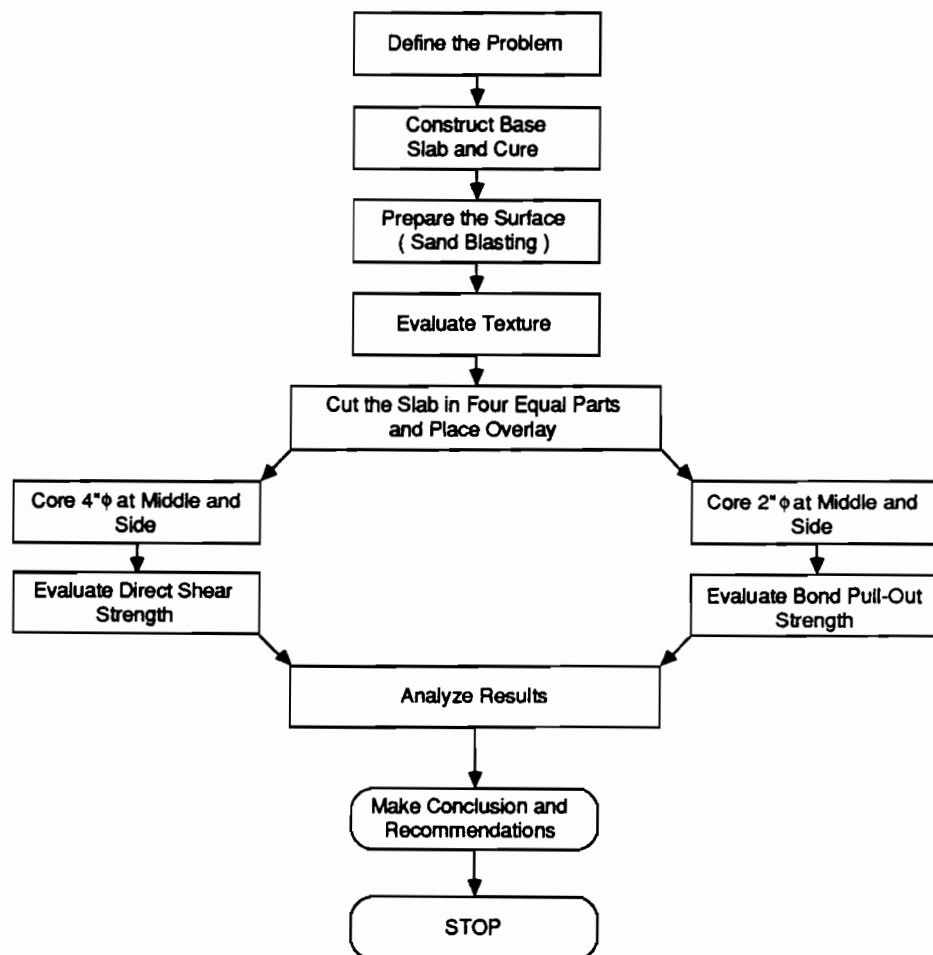 Define the Problem
Construct Base
Slab and Cure
Prepare the Surface
( Sand Blasting )
Evaluate Texture
Cut the Slab in Four Equal Parts
and Place Overlay
Core 4"ϕ at Middle and
Side
Core 2"ϕ at Middle and
Side
Evaluate Direct Shear
Strength
Evaluate Bond Pull-Out
Strength
Analyze Results
Make Conclusion and
Recommendations
STOP